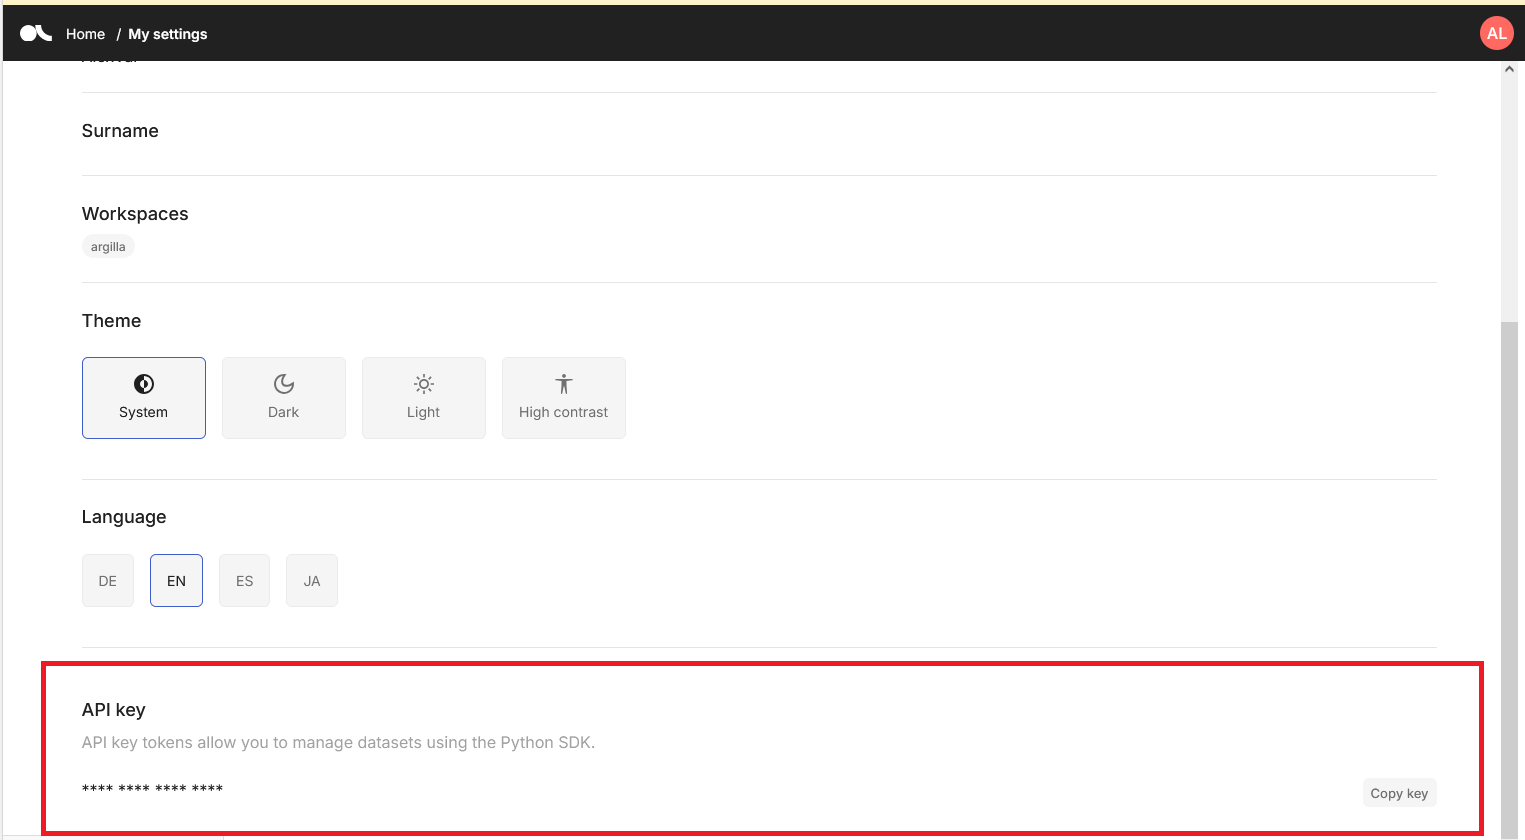 Home / My settings
AL
Surname
Workspaces
argilla
Theme
System
Dark
Light
High contrast
Language
DE
EN
ES
JA
API key
API key tokens allow you to manage datasets using the Python SDK.
**** **** **** ****
Copy key